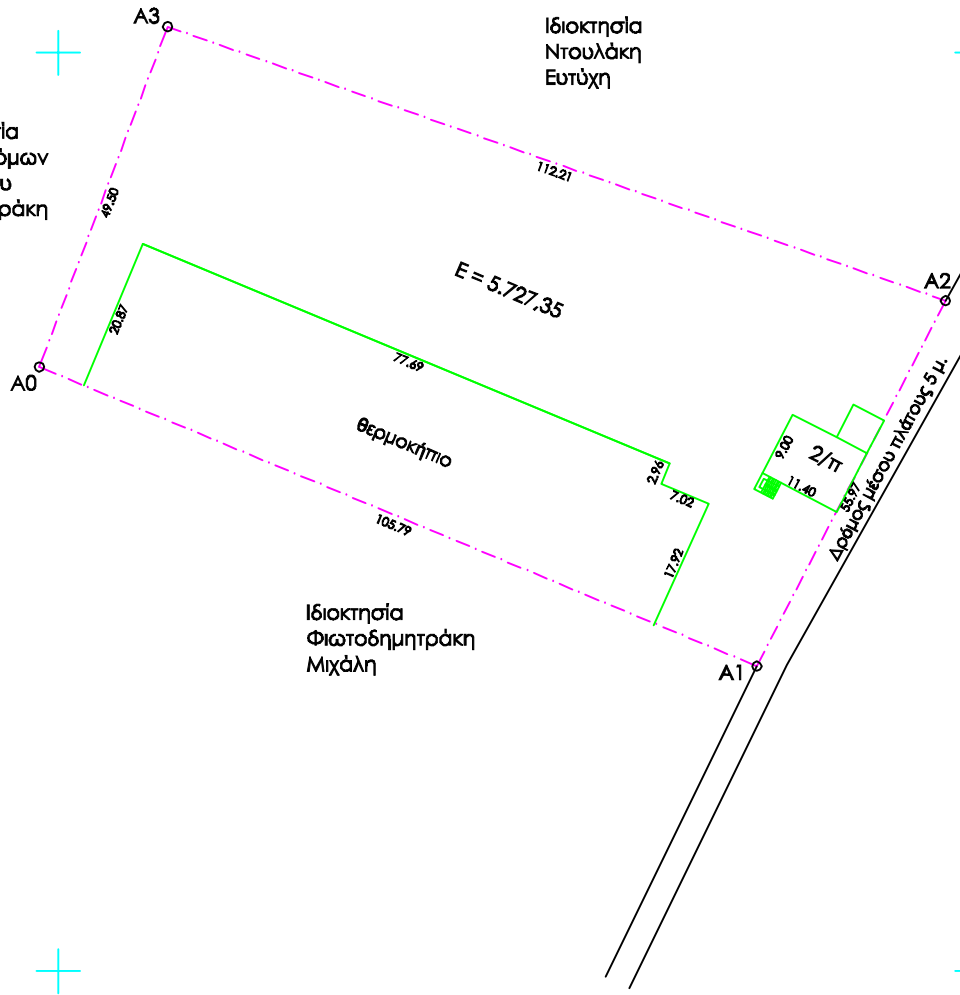 A3
Ιδιοκτησία
Ντουλάκη
Ευτύχη
112.21
49.50
E = 5.727,35
A2
20.87
77.69
A0
θερμοκήπιο
2.96
7.02
17.92
9.00
2/π
11.40
55.97
Δρόμος μέσου πλάτους 5 μ.
105.79
Ιδιοκτησία
Φιωτοδημητράκη
Μιχάλη
A1